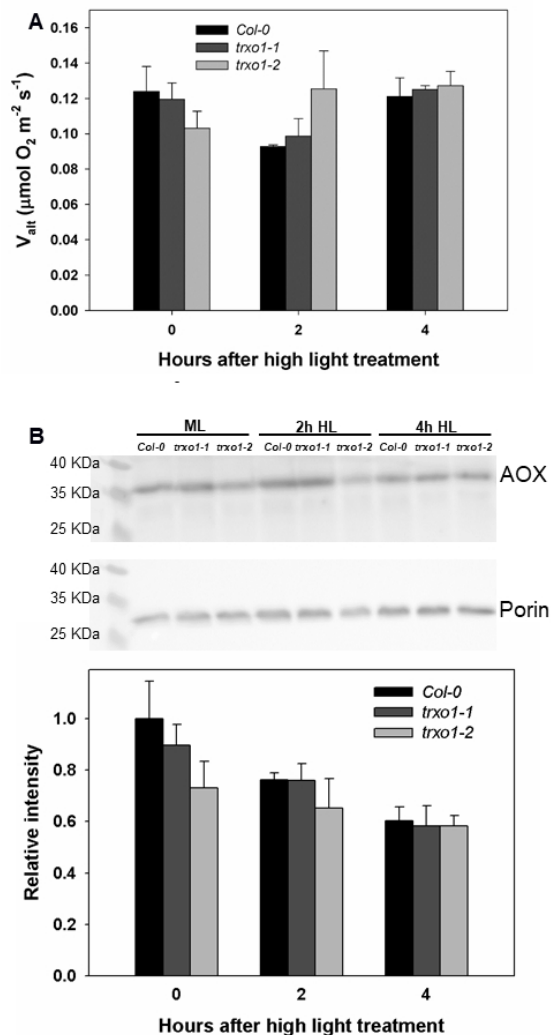 A
Col-0
trxo1-1
trxo1-2
V_alt (μmol O₂ m⁻² s⁻¹)
0.16
0.14
0.12
0.10
0.08
0.06
0.04
0.02
0.00
0 2 4
Hours after high light treatment
B
ML 2h HL 4h HL
Col-0 trxo1-1 trxo1-2 Col-0 trxo1-1 trxo1-2 Col-0 trxo1-1 trxo1-2
40 KDa
35 KDa
25 KDa
AOX
40 KDa
35 KDa
25 KDa
Porin
Col-0
trxo1-1
trxo1-2
Relative intensity
1.0
0.8
0.6
0.4
0.2
0.0
0 2 4
Hours after high light treatment